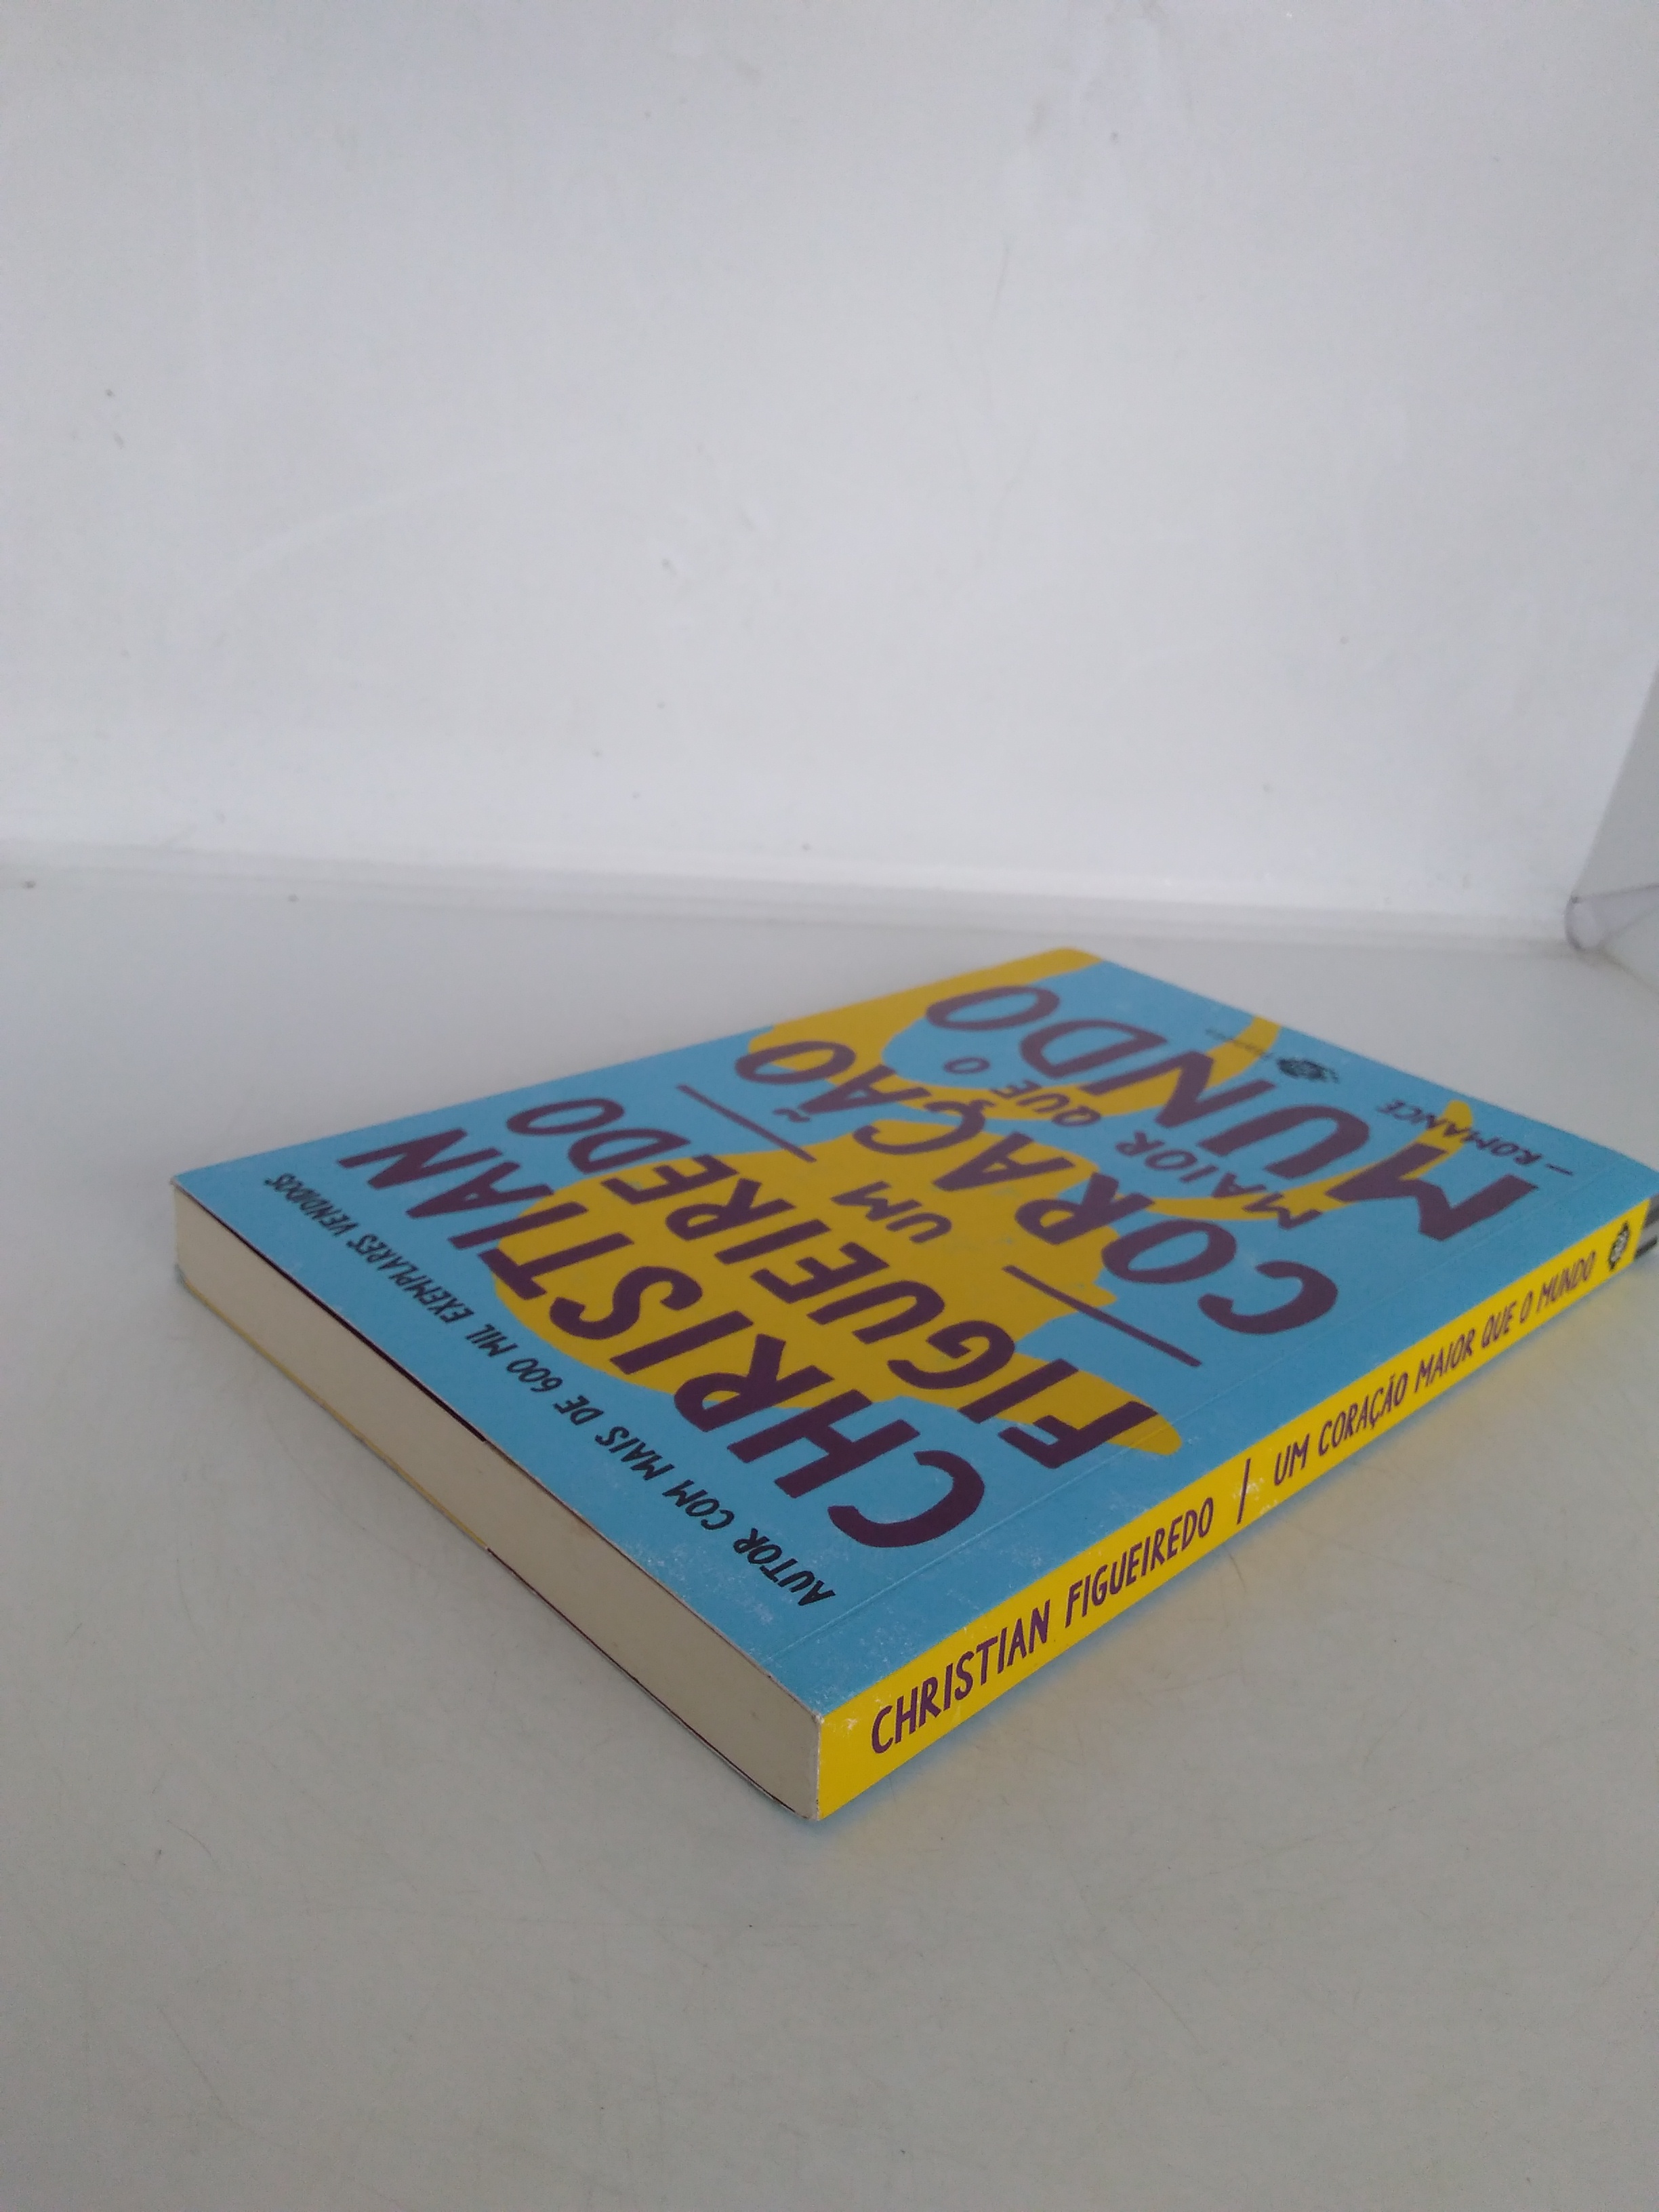 AUTOR COM MAIS DE 600 MIL EXEMPLARES VENDIDOS
CHRISTIAN
FIGUEIREDO
UM
CORAÇÃO
MAIOR QUE O
MUNDO
— ROMANCE
CHRISTIAN FIGUEIREDO / UM CORAÇÃO MAIOR QUE O MUNDO